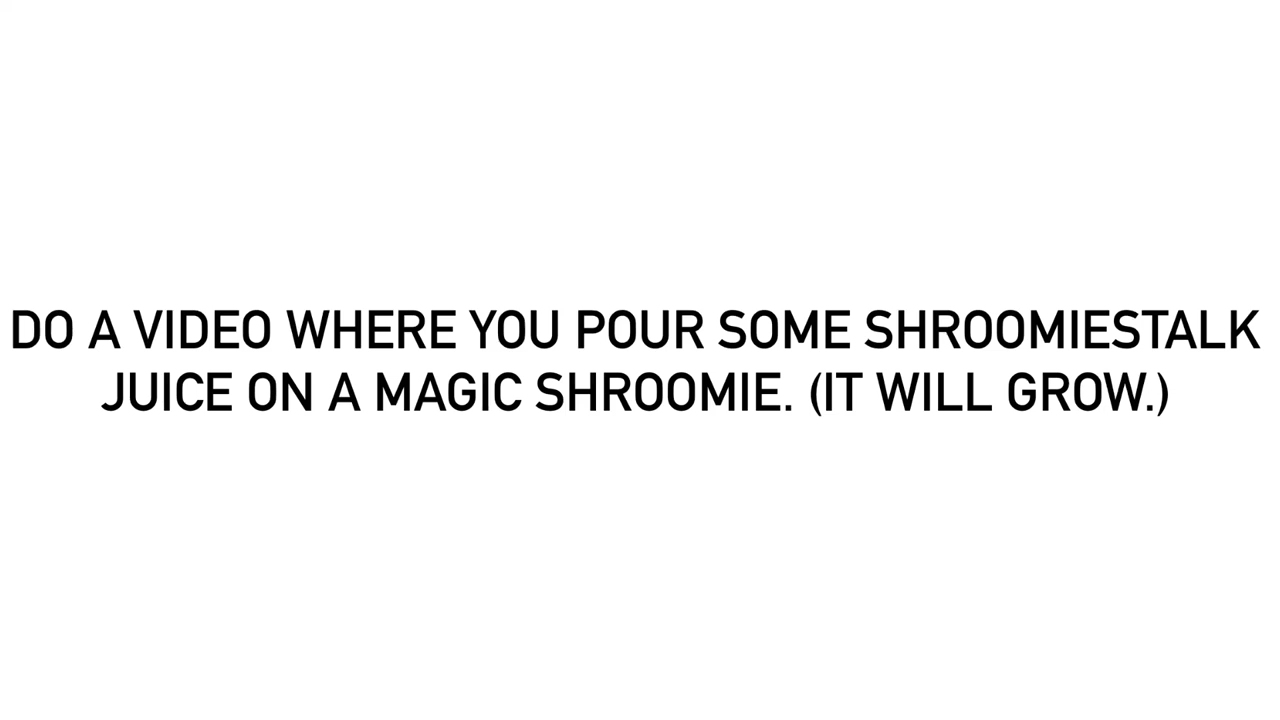 DO A VIDEO WHERE YOU POUR SOME SHROOMIESTALK
JUICE ON A MAGIC SHROOMIE. (IT WILL GROW.)